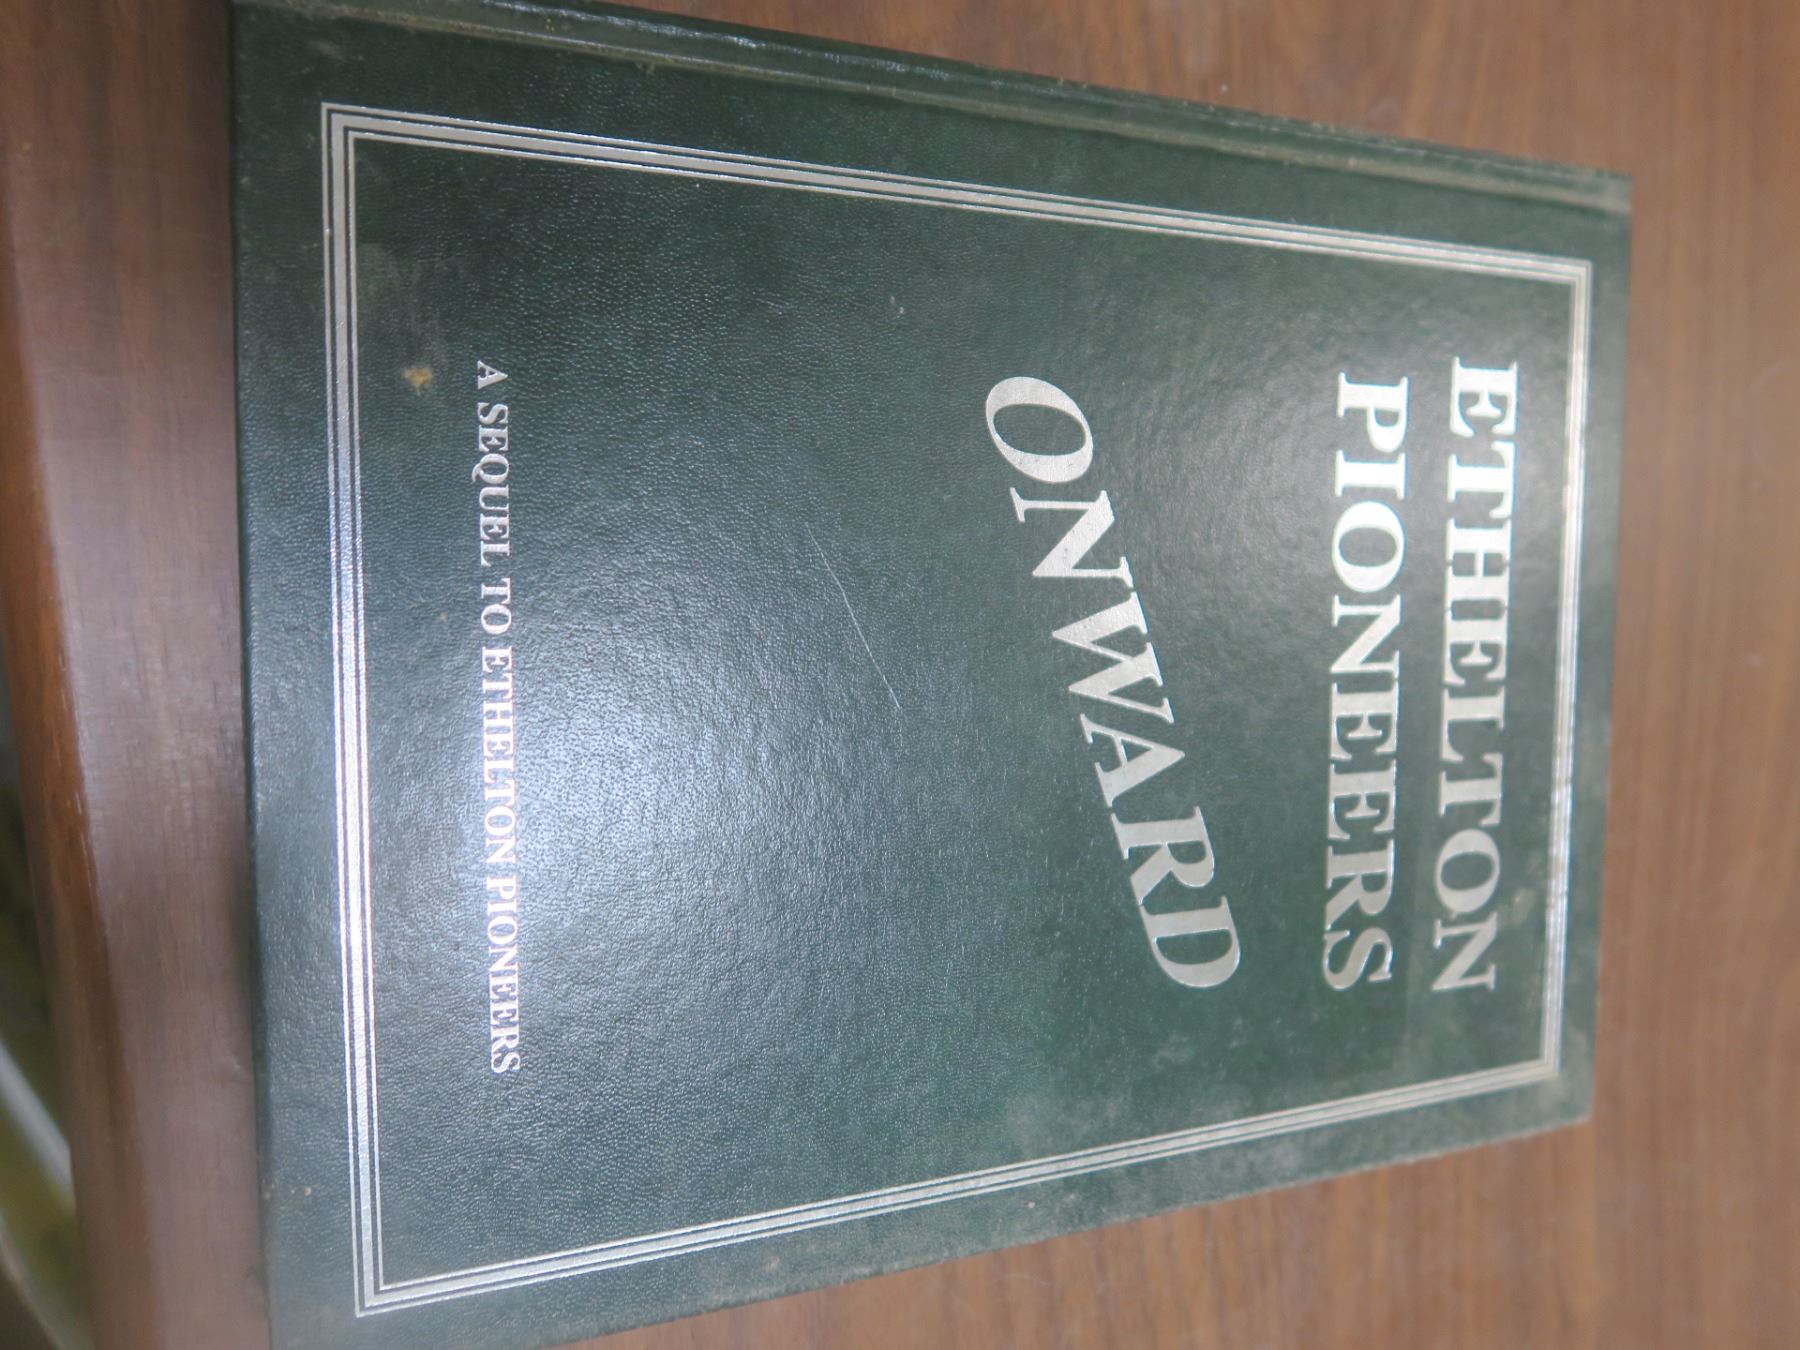 ETHELTON
PIONEERS
ONWARD
A SEQUEL TO ETHELTON PIONEERS